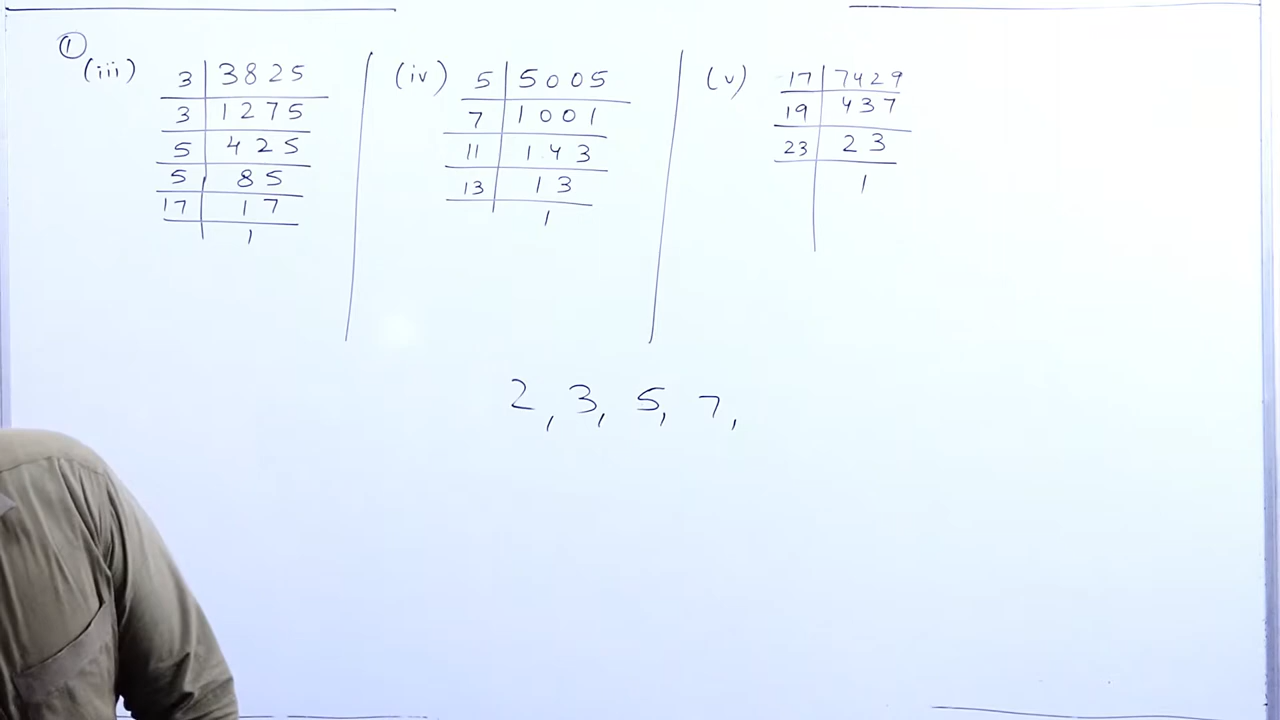 ①
(iii) 3 | 3825
3 | 1275
5 | 425
5 | 85
17 | 17
1
(iv) 5 | 5005
7 | 1001
11 | 143
13 | 13
1
(v) 17 | 7429
19 | 437
23 | 23
1
2, 3, 5, 7,